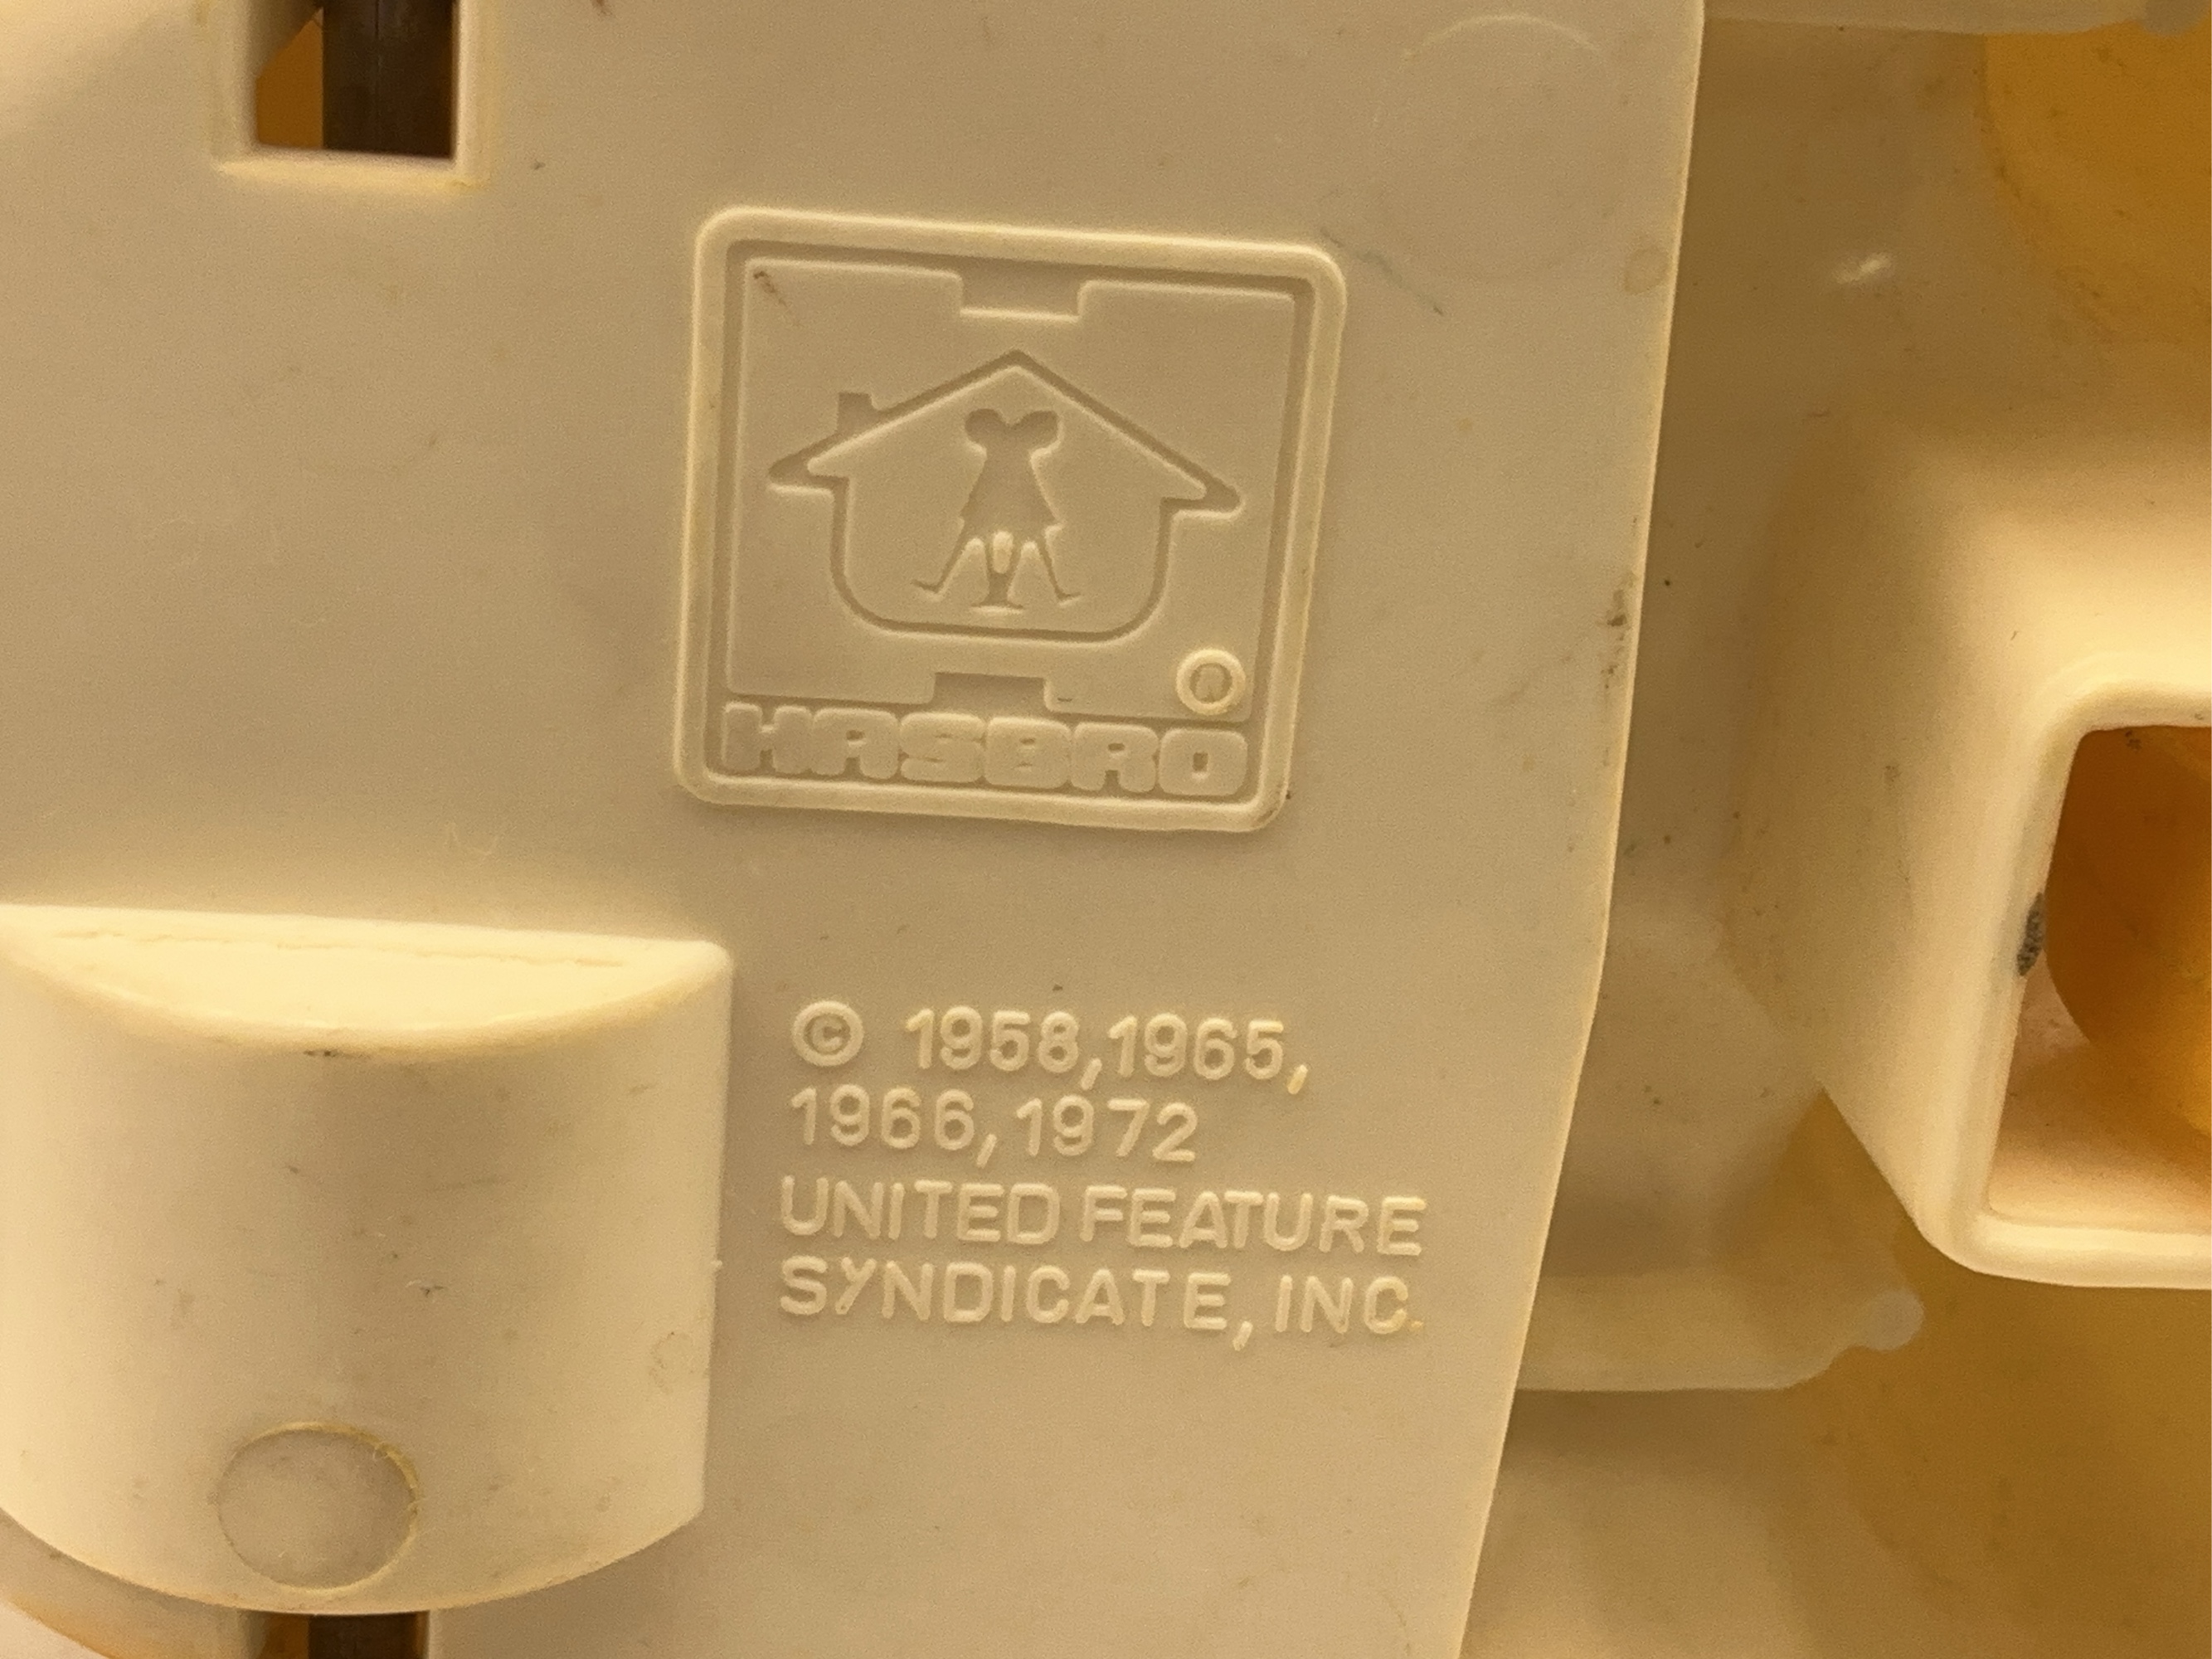 ®
HASBRO
© 1958,1965,
1966,1972
UNITED FEATURE
SYNDICATE, INC.